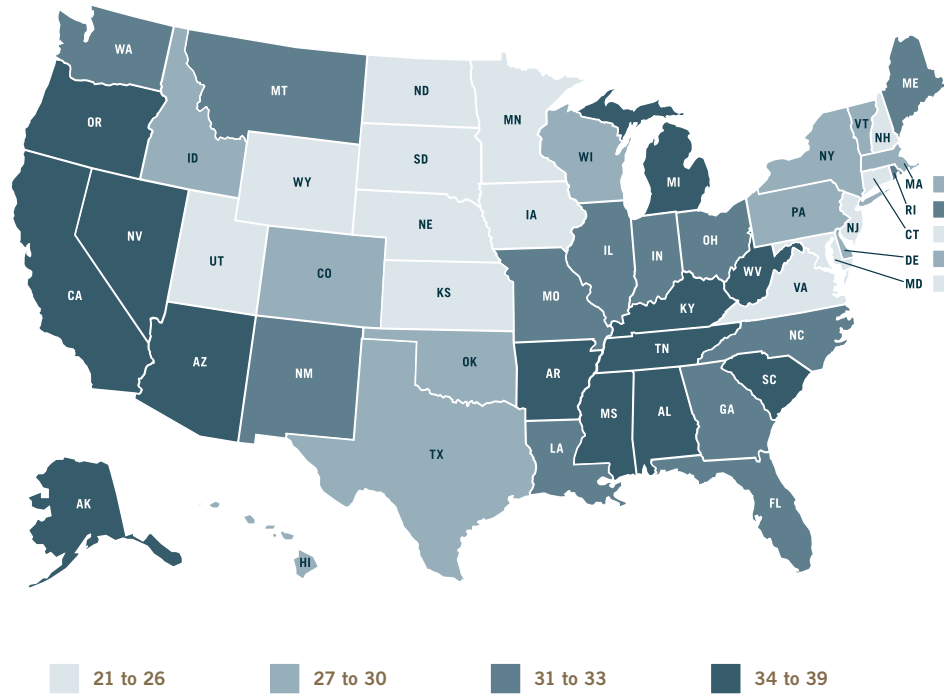 WA
MT
ND
MN
ME
OR
ID
SD
WI
VT
NH
NY
WY
MI
MA
IA
PA
RI
NV
NE
NJ
CT
UT
CO
IL
IN
OH
DE
CA
KS
MO
WV
VA
MD
KY
AZ
NM
OK
AR
TN
NC
MS
AL
GA
SC
TX
LA
AK
FL
HI
21 to 26
27 to 30
31 to 33
34 to 39